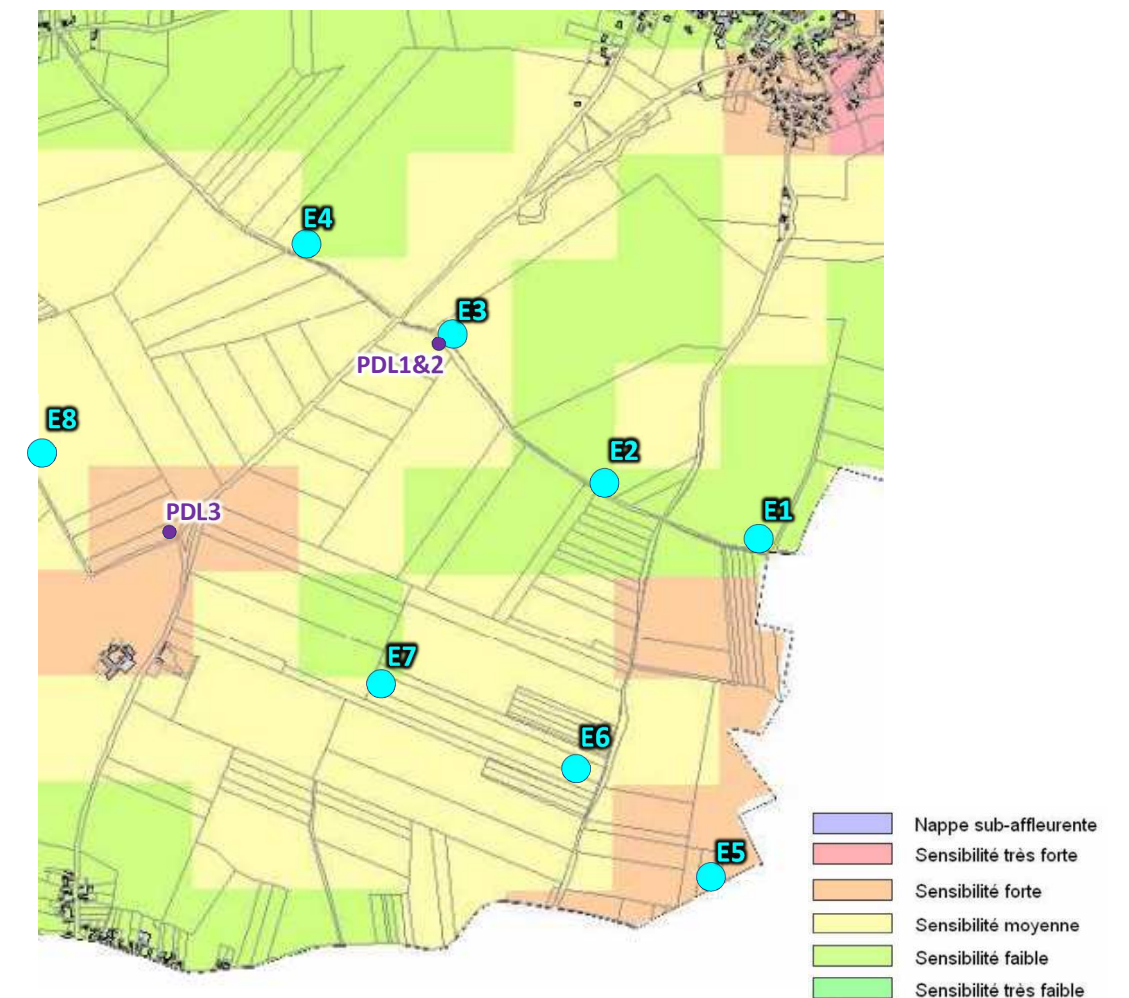 E4
E3
PDL1&2
E8
E2
PDL3
E1
E7
E6
E5
Nappe sub-affleurente
Sensibilité très forte
Sensibilité forte
Sensibilité moyenne
Sensibilité faible
Sensibilité très faible